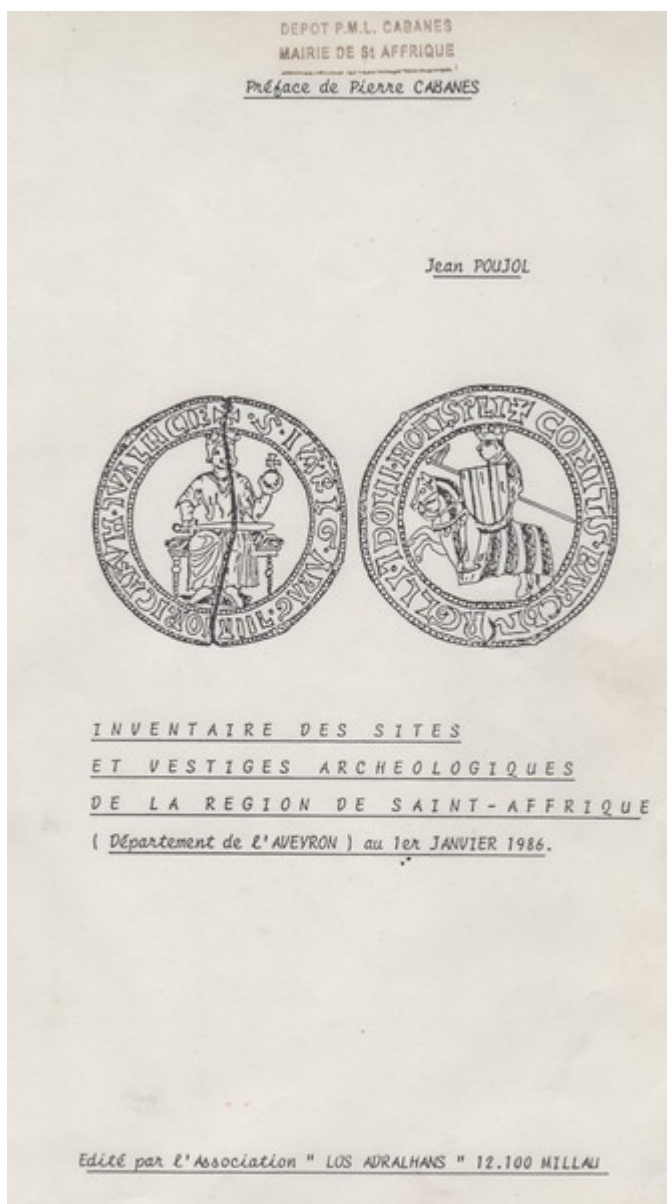 DEPOT P.M.L. CABANES
MAIRIE DE St AFFRIQUE
Préface de Pierre CABANES
Jean POUJOL
INVENTAIRE DES SITES
ET VESTIGES ARCHEOLOGIQUES
DE LA REGION DE SAINT-AFFRIQUE
( Département de l'AVEYRON ) au 1er JANVIER 1986.
Edité par l'Association " LOS ADRALHANS " 12.100 MILLAU